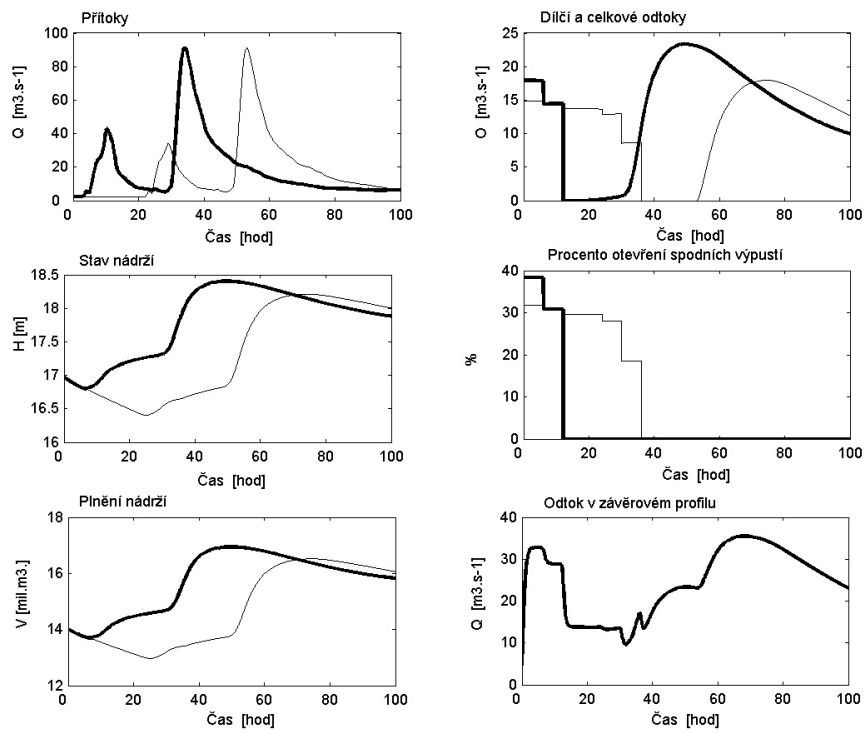 Přítoky
Q [m3.s-1]
100
80
60
40
20
0
0 20 40 60 80 100
Čas [hod]
Dílčí a celkové odtoky
O [m3.s-1]
25
20
15
10
5
0
0 20 40 60 80 100
Čas [hod]
Stav nádrží
H [m]
18.5
18
17.5
17
16.5
16
0 20 40 60 80 100
Čas [hod]
Procento otevření spodních výpustí
%
40
30
20
10
0
0 20 40 60 80 100
Čas [hod]
Plnění nádrží
V [mil.m3.]
18
16
14
12
0 20 40 60 80 100
Čas [hod]
Odtok v závěrovém profilu
Q [m3.s-1]
40
30
20
10
0
0 20 40 60 80 100
Čas [hod]